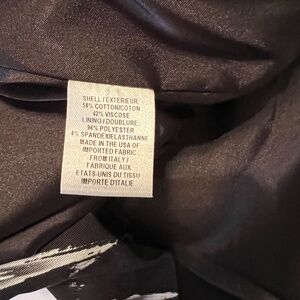 SHELL/EXTERIEUR:
58% COTTON/COTON
42% VISCOSE
LINING/DOUBLURE
96% POLYESTER
4% SPANDEX/ELASTHANNE
MADE IN THE USA OF
IMPORTED FABRIC
FROM ITALY/
FABRIQUE AUX
ETATS-UNIS DU TISSU
IMPORTE D'ITALIE